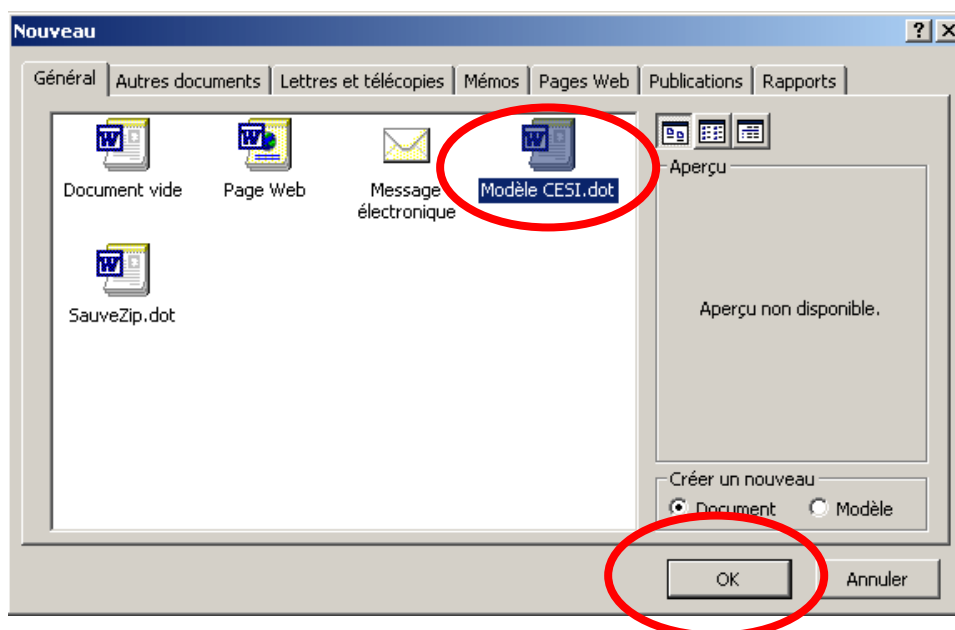 Nouveau
Général Autres documents Lettres et télécopies Mémos Pages Web Publications Rapports
Document vide
Page Web
Message
électronique
Modèle CESI.dot
SauveZip.dot
Aperçu
Aperçu non disponible.
Créer un nouveau
Document Modèle
OK Annuler